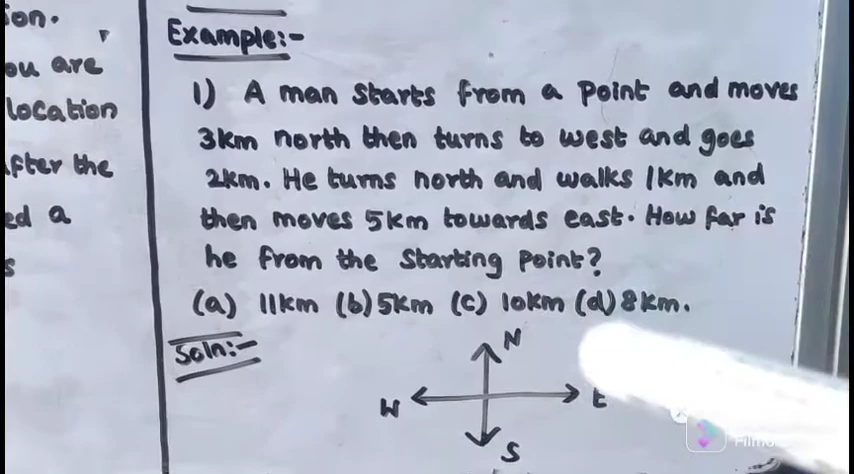 ion.
ou are
location
fter the
ed a
s
Example:-
1) A man starts from a point and moves
3km north then turns to west and goes
2km. He turns north and walks 1km and
then moves 5km towards east. How far is
he from the starting point?
(a) 11km (b) 5km (c) 10km (d) 8km.
Soln:-
N
W
E
S